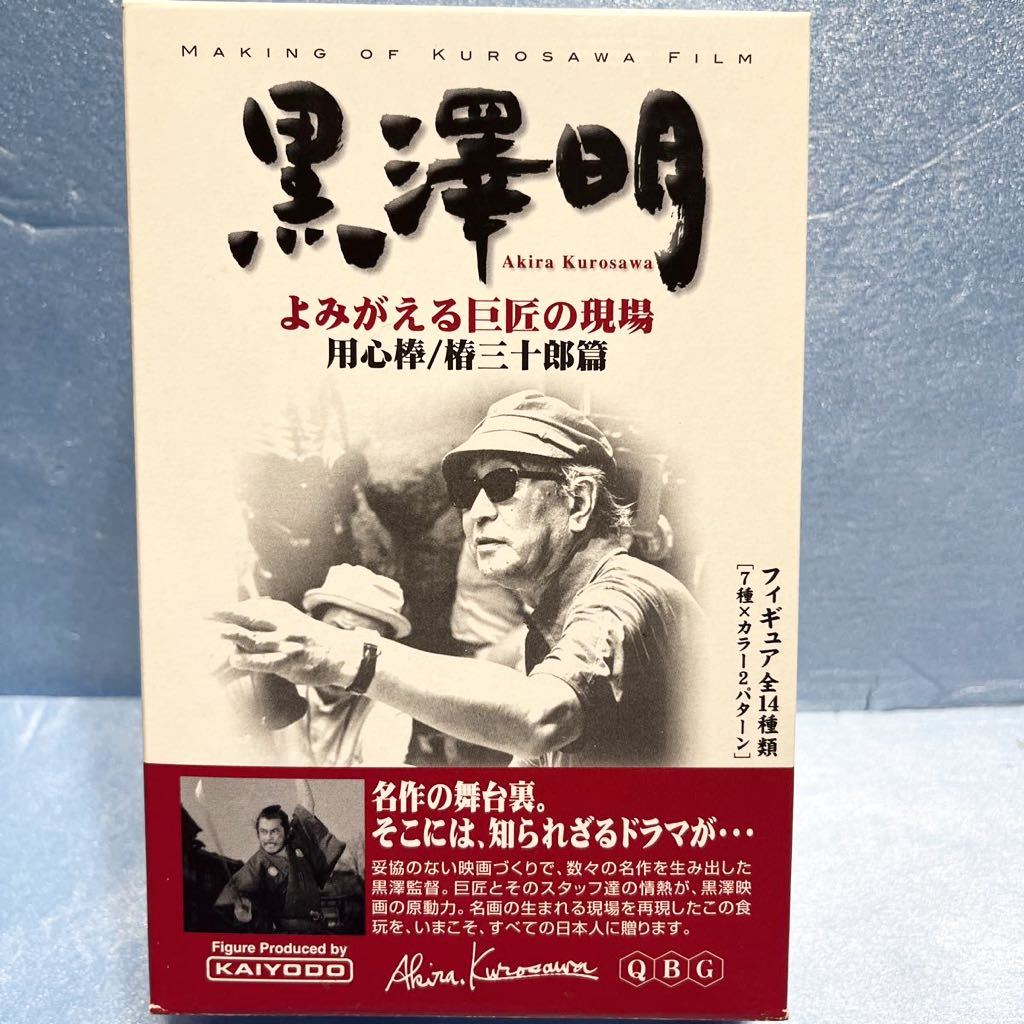 MAKING OF KUROSAWA FILM
黒澤明
Akira Kurosawa
よみがえる巨匠の現場
用心棒/椿三十郎篇
フィギュア全14種類
[7種×カラー2パターン]
名作の舞台裏。
そこには、知られざるドラマが・・・
妥協のない映画づくりで、数々の名作を生み出した
黒澤監督。巨匠とそのスタッフ達の情熱が、黒澤映
画の原動力。名画の生まれる現場を再現したこの食
玩を、いまこそ、すべての日本人に贈ります。
Figure Produced by
KAIYODO
Akira. Kurosawa
QBG